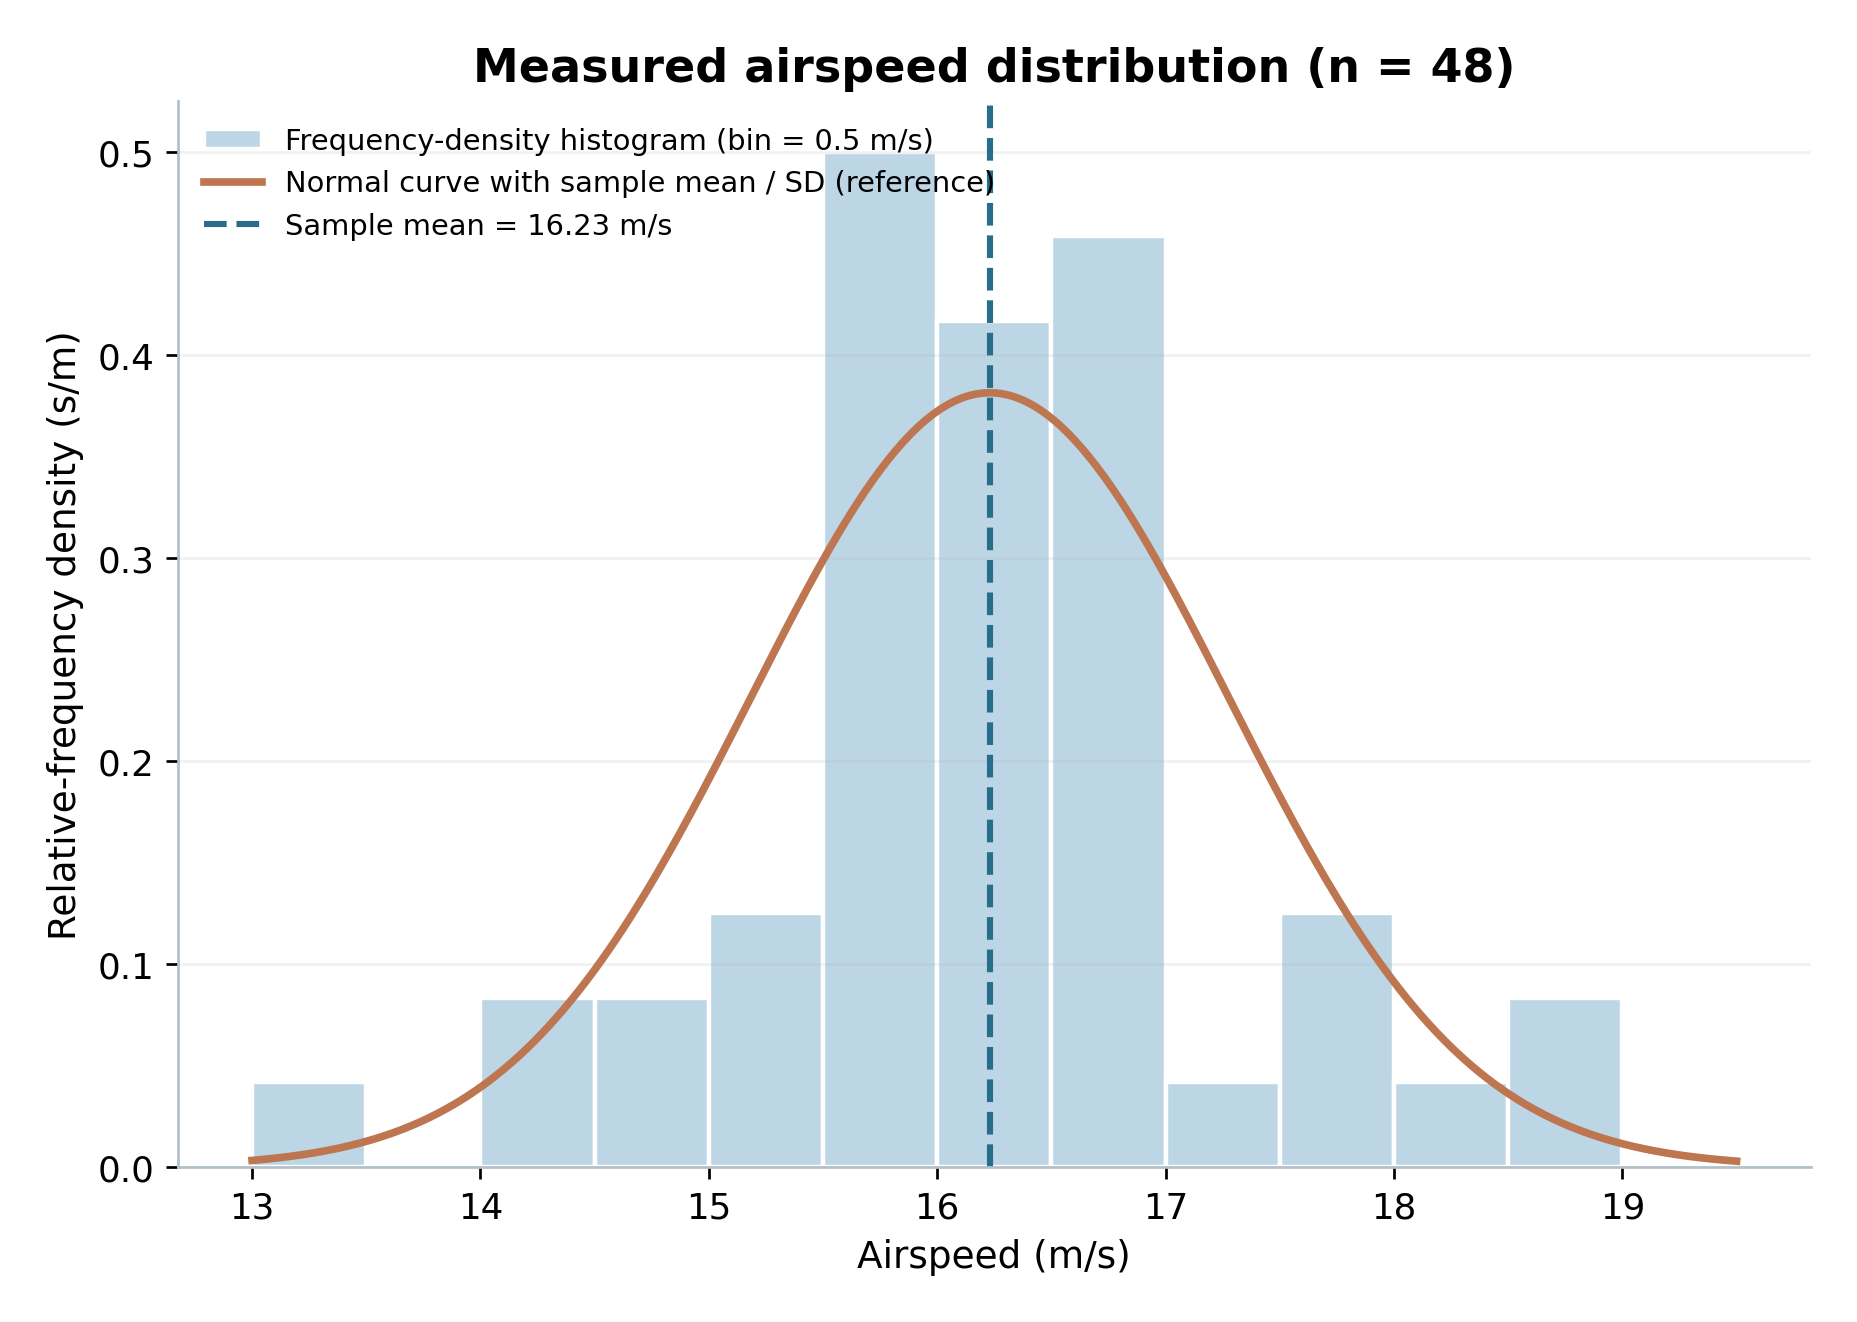 Measured airspeed distribution (n = 48)
Frequency-density histogram (bin = 0.5 m/s)
Normal curve with sample mean / SD (reference)
Sample mean = 16.23 m/s
Relative-frequency density (s/m)
0.5
0.4
0.3
0.2
0.1
0.0
13 14 15 16 17 18 19
Airspeed (m/s)